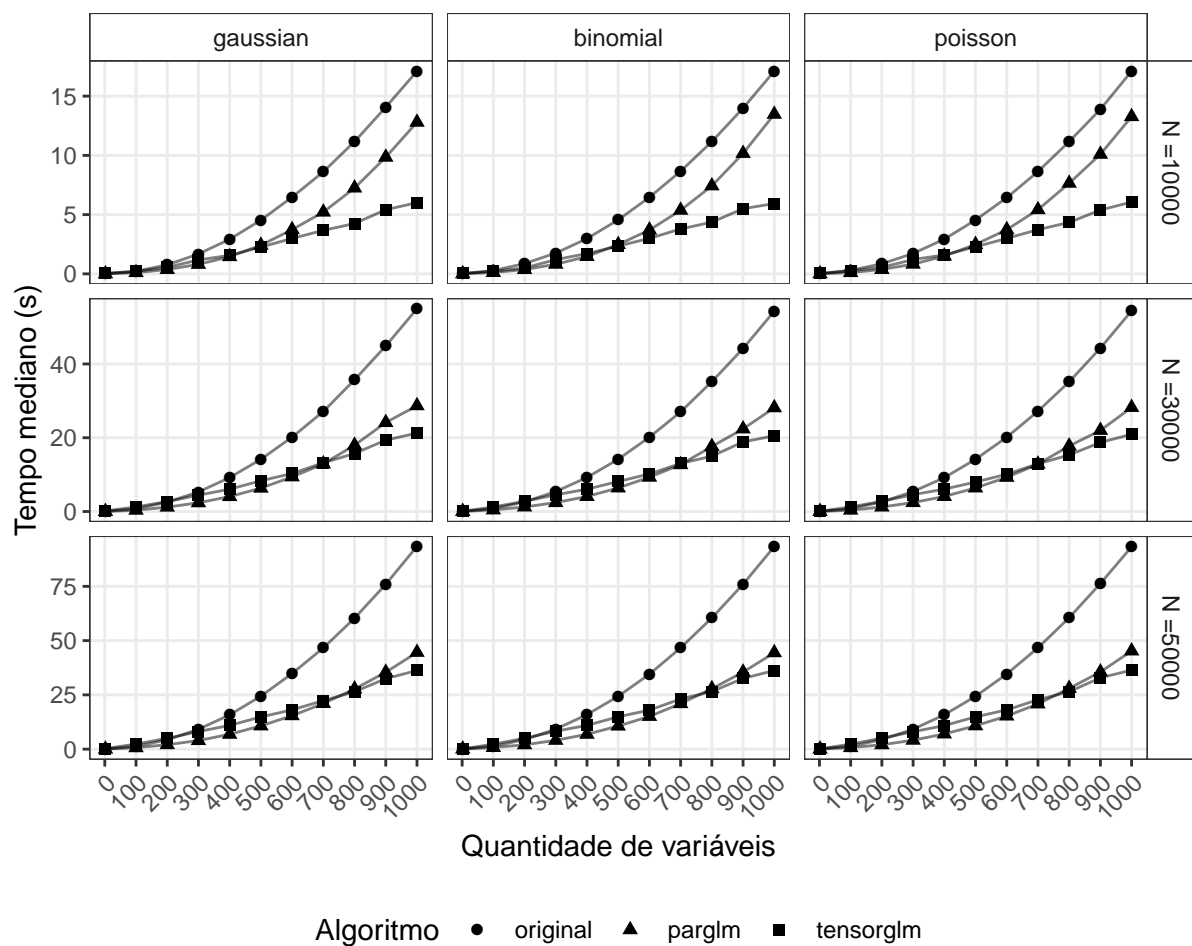 gaussian
binomial
poisson
15
10
5
0
N =10000
40
20
0
N =30000
75
50
25
0
N =50000
Tempo mediano (s)
0 100 200 300 400 500 600 700 800 900 1000
0 100 200 300 400 500 600 700 800 900 1000
0 100 200 300 400 500 600 700 800 900 1000
Quantidade de variáveis
Algoritmo original parglm tensorglm